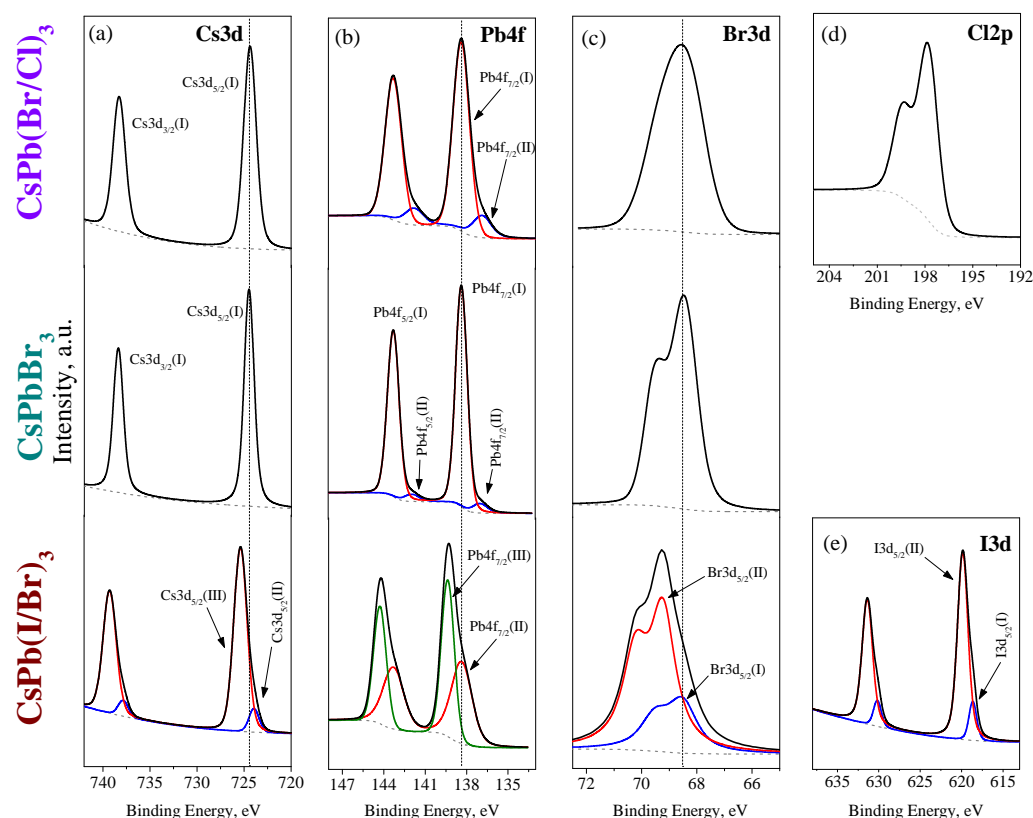 CsPb(Br/Cl)₃
CsPbBr₃
CsPb(I/Br)₃
Intensity, a.u.
(a)
Cs3d
Cs3d₅/₂(I)
Cs3d₃/₂(I)
Cs3d₅/₂(I)
Cs3d₃/₂(I)
Cs3d₅/₂(III)
Cs3d₅/₂(II)
740 735 730 725 720
Binding Energy, eV
(b)
Pb4f
Pb4f₇/₂(I)
Pb4f₇/₂(II)
Pb4f₇/₂(I)
Pb4f₅/₂(I)
Pb4f₅/₂(II)
Pb4f₇/₂(II)
Pb4f₇/₂(III)
Pb4f₇/₂(II)
147 144 141 138 135
Binding Energy, eV
(c)
Br3d
Br3d₅/₂(II)
Br3d₅/₂(I)
72 69 66
Binding Energy, eV
(d)
Cl2p
204 201 198 195 192
Binding Energy, eV
(e)
I3d
I3d₅/₂(II)
I3d₅/₂(I)
635 630 625 620 615
Binding Energy, eV